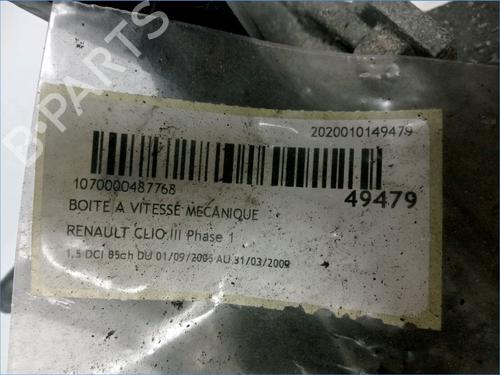 B-PARTS
2020010149479
1070000487768
49479
BOITE A VITESSE MECANIQUE
RENAULT CLIO III Phase 1
1.5 DCI 85ch DU 01/09/2005 AU 31/03/2009